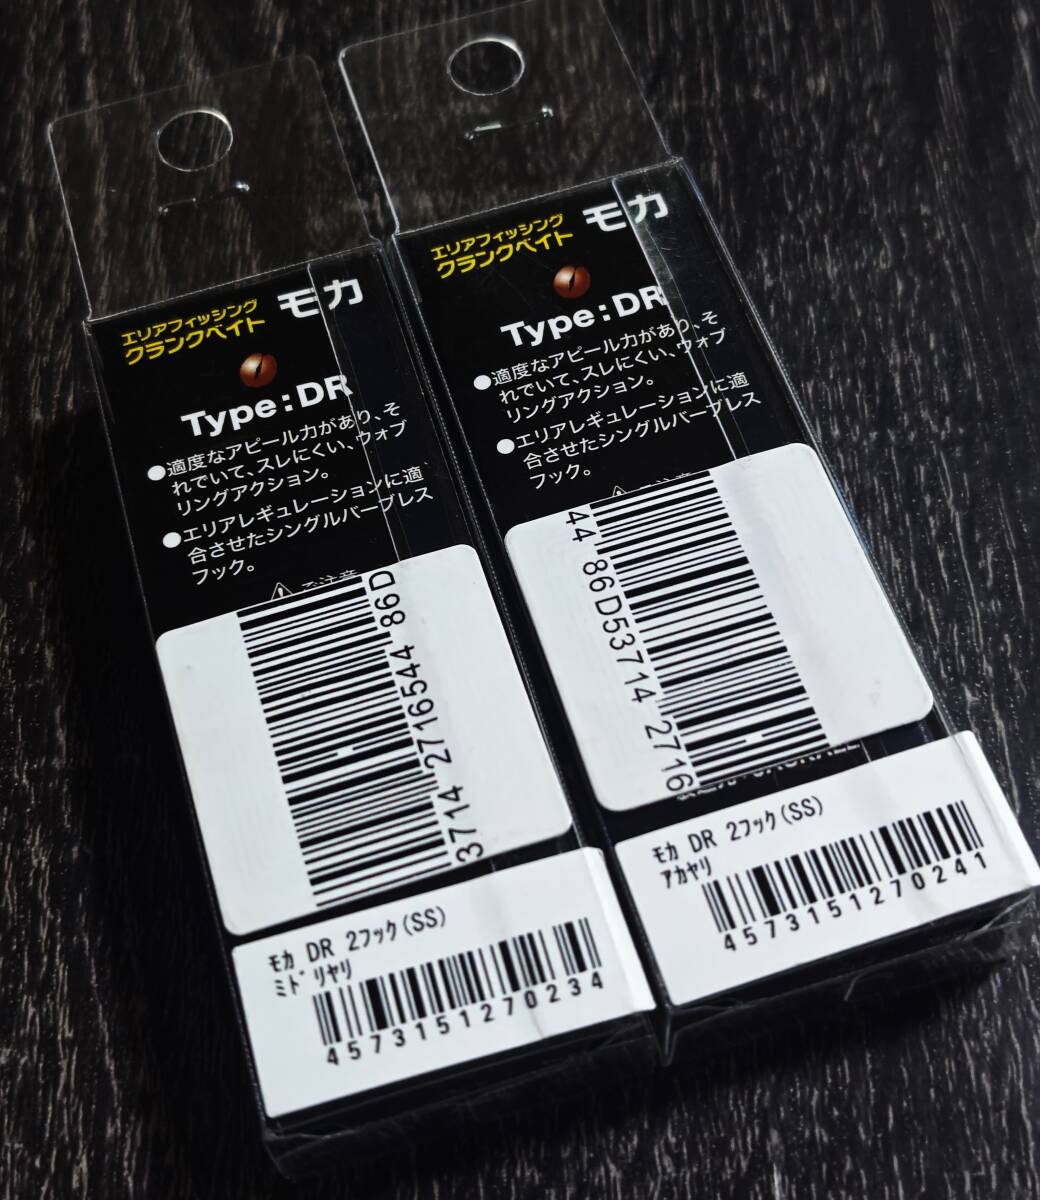 エリアフィッシング
クランクベイト
モカ
Type:DR
●適度なアピール力があり、そ
れでいて、スレにくい、ウォブ
リングアクション。
●エリアレギュレーションに適
合させたシングルバーブレス
フック。
ご注意
3714 2716544 86D
モカ DR 2フック(SS)
ミドリヤリ
4573151270234
エリアフィッシング
クランクベイト
モカ
Type:DR
●適度なアピール力があり、そ
れでいて、スレにくい、ウォブ
リングアクション。
●エリアレギュレーションに適
合させたシングルバーブレス
フック。
44 86D53714 2716
モカ DR 2フック(SS)
アカヤリ
4573151270241